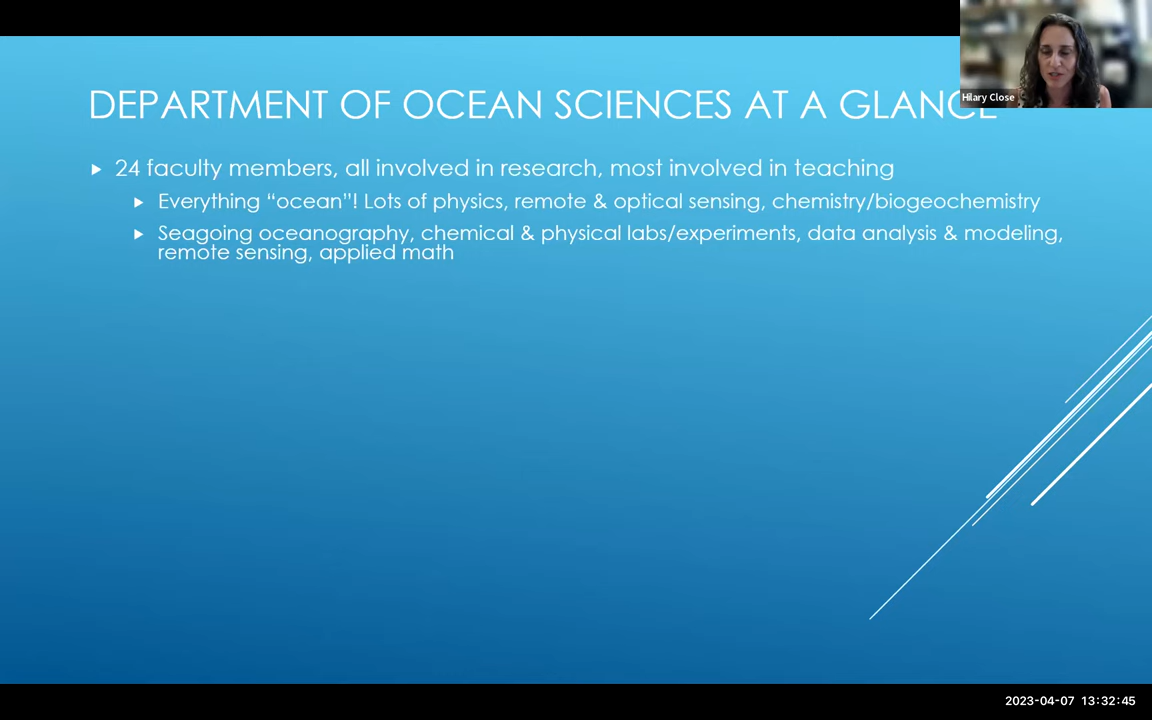 Hilary Close
DEPARTMENT OF OCEAN SCIENCES AT A GLANCE
24 faculty members, all involved in research, most involved in teaching
Everything “ocean”! Lots of physics, remote & optical sensing, chemistry/biogeochemistry
Seagoing oceanography, chemical & physical labs/experiments, data analysis & modeling,
remote sensing, applied math
2023-04-07 13:32:45